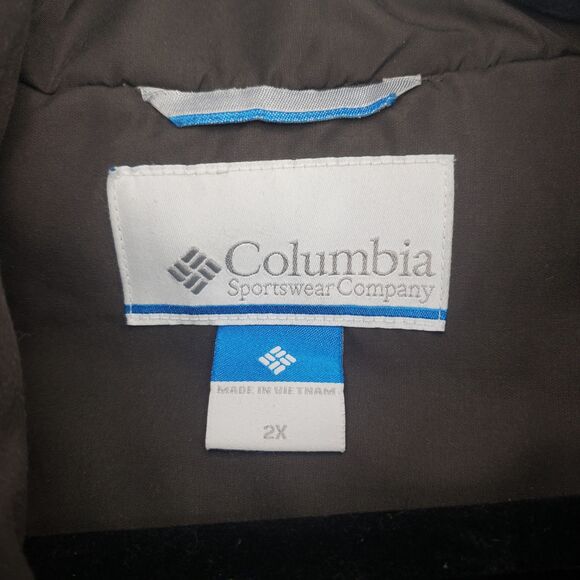 Columbia
Sportswear Company
MADE IN VIETNAM
2X